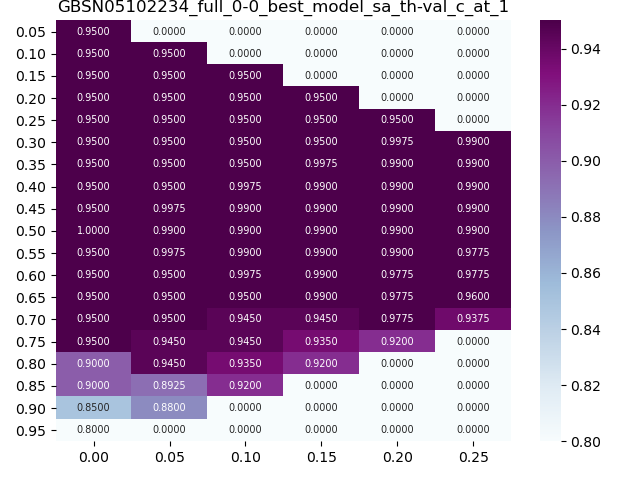 GBSN05102234_full_0-0_best_model_sa_th-val_c_at_1
0.05 0.9500 0.0000 0.0000 0.0000 0.0000 0.0000
0.10 0.9500 0.9500 0.0000 0.0000 0.0000 0.0000
0.15 0.9500 0.9500 0.9500 0.0000 0.0000 0.0000
0.20 0.9500 0.9500 0.9500 0.9500 0.0000 0.0000
0.25 0.9500 0.9500 0.9500 0.9500 0.9500 0.0000
0.30 0.9500 0.9500 0.9500 0.9500 0.9975 0.9900
0.35 0.9500 0.9500 0.9500 0.9975 0.9900 0.9900
0.40 0.9500 0.9500 0.9975 0.9900 0.9900 0.9900
0.45 0.9500 0.9975 0.9900 0.9900 0.9900 0.9900
0.50 1.0000 0.9900 0.9900 0.9900 0.9900 0.9900
0.55 0.9500 0.9975 0.9900 0.9900 0.9900 0.9775
0.60 0.9500 0.9500 0.9975 0.9900 0.9775 0.9775
0.65 0.9500 0.9500 0.9500 0.9900 0.9775 0.9600
0.70 0.9500 0.9500 0.9450 0.9450 0.9775 0.9375
0.75 0.9500 0.9450 0.9450 0.9350 0.9200 0.0000
0.80 0.9000 0.9450 0.9350 0.9200 0.0000 0.0000
0.85 0.9000 0.8925 0.9200 0.0000 0.0000 0.0000
0.90 0.8500 0.8800 0.0000 0.0000 0.0000 0.0000
0.95 0.8000 0.0000 0.0000 0.0000 0.0000 0.0000
0.00 0.05 0.10 0.15 0.20 0.25
0.94
0.92
0.90
0.88
0.86
0.84
0.82
0.80